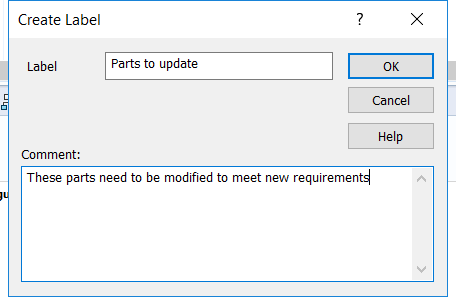 Create Label
?
Label
Parts to update
OK
Cancel
Help
Comment:
These parts need to be modified to meet new requirements